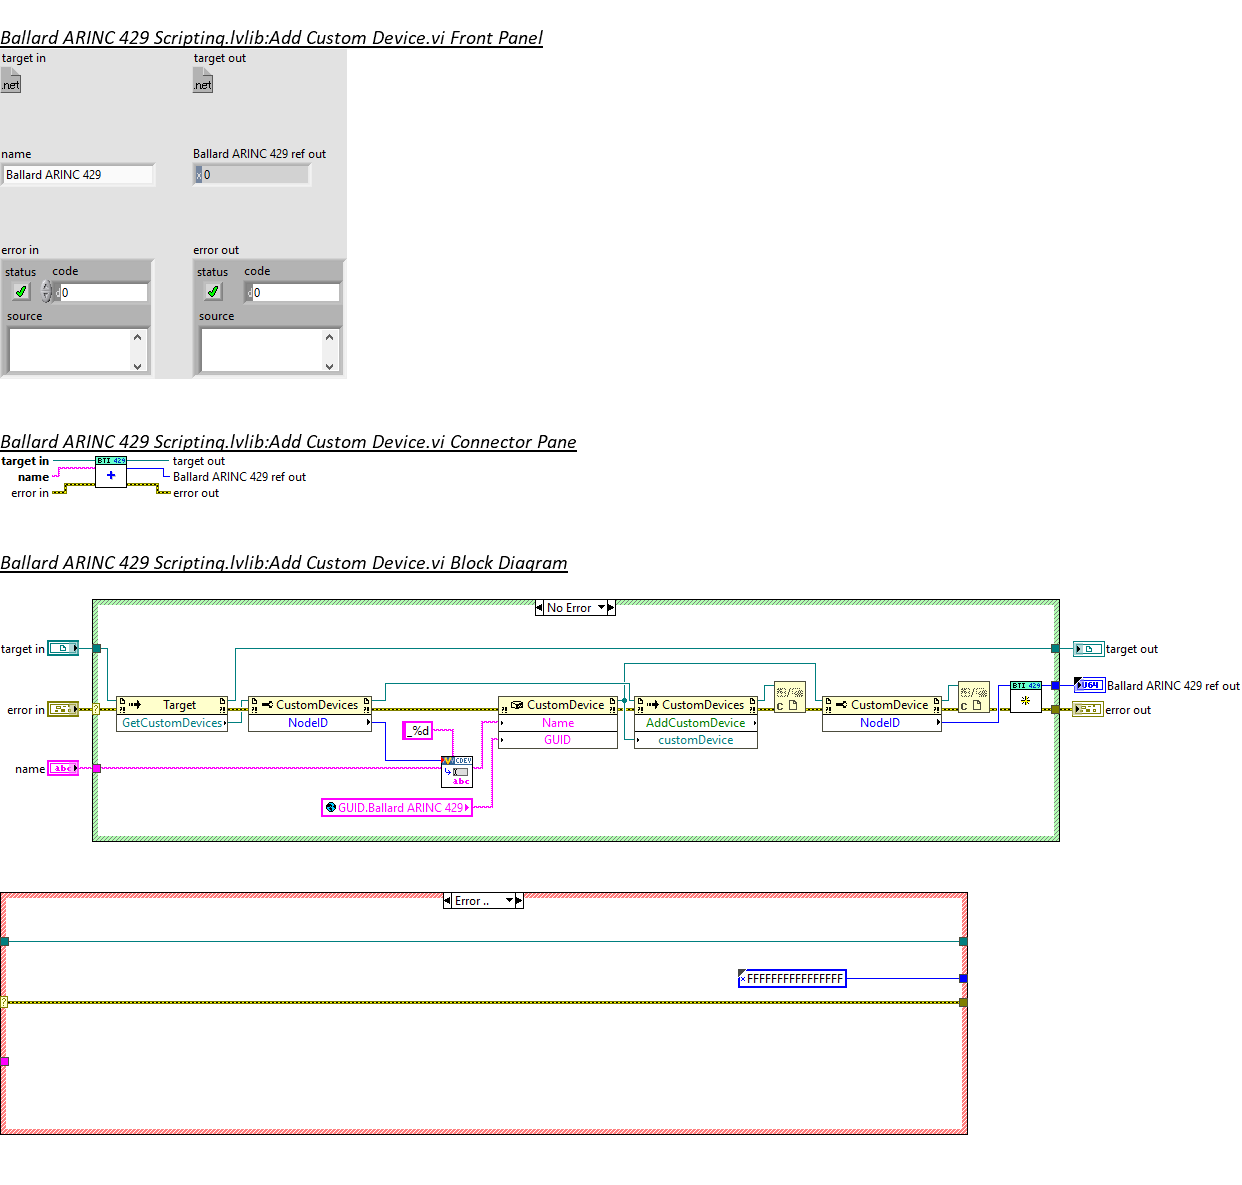 Ballard ARINC 429 Scripting.lvlib:Add Custom Device.vi Front Panel
target in
target out
.net
.net
name
Ballard ARINC 429 ref out
Ballard ARINC 429
x 0
error in
error out
status code
status code
d 0
d 0
source
source
Ballard ARINC 429 Scripting.lvlib:Add Custom Device.vi Connector Pane
target in
BTI 429
target out
name
+
Ballard ARINC 429 ref out
error in
error out
Ballard ARINC 429 Scripting.lvlib:Add Custom Device.vi Block Diagram
No Error
target in
target out
BTI 429
U64
Ballard ARINC 429 ref out
error in
?
Target
CustomDevices
CustomDevice
CustomDevices
C
CustomDevice
C
error out
GetCustomDevices
NodeID
Name
AddCustomDevice
NodeID
_%d
GUID
customDevice
CDEV
name
abc
abc
GUID.Ballard ARINC 429
Error ..
x FFFFFFFFFFFFFFFF
?